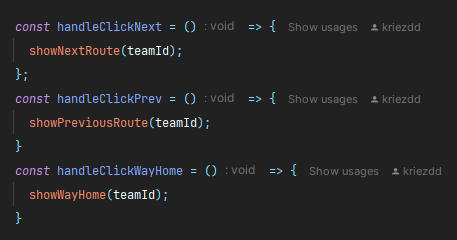 const handleClickNext = () : void => { Show usages kriezdd
showNextRoute(teamId);
};
const handleClickPrev = () : void => { Show usages kriezdd
showPreviousRoute(teamId);
}
const handleClickWayHome = () : void => { Show usages kriezdd
showWayHome(teamId);
}